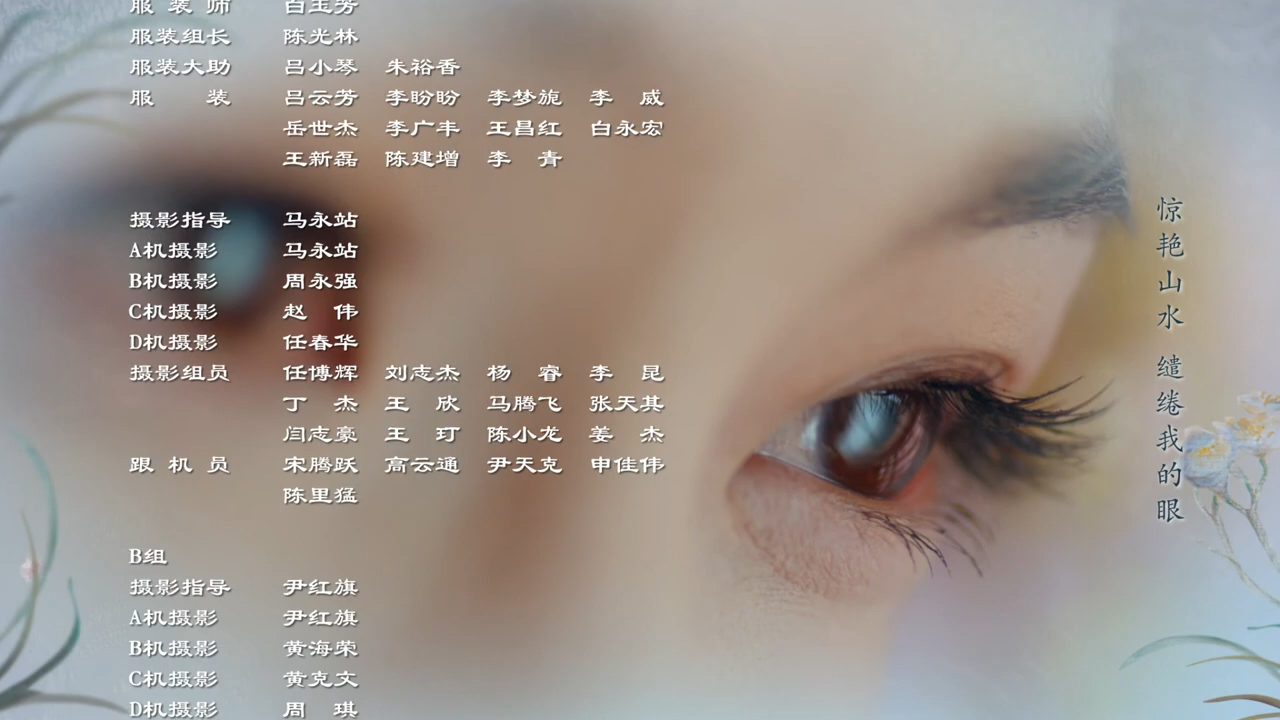 服装师 白玉芳
服装组长 陈光林
服装大助 吕小琴 朱裕香
服装 吕云芳 李盼盼 李梦旎 李威
岳世杰 李广丰 王昌红 白永宏
王新磊 陈建增 李青
摄影指导 马永站
A机摄影 马永站
B机摄影 周永强
C机摄影 赵伟
D机摄影 任春华
摄影组员 任博辉 刘志杰 杨睿 李昆
丁杰 王欣 马腾飞 张天其
闫志豪 王玎 陈小龙 姜杰
跟机员 宋腾跃 高云通 尹天克 申佳伟
陈里猛
B组
摄影指导 尹红旗
A机摄影 尹红旗
B机摄影 黄海荣
C机摄影 黄克文
D机摄影 周琪
惊艳山水 缱绻我的眼